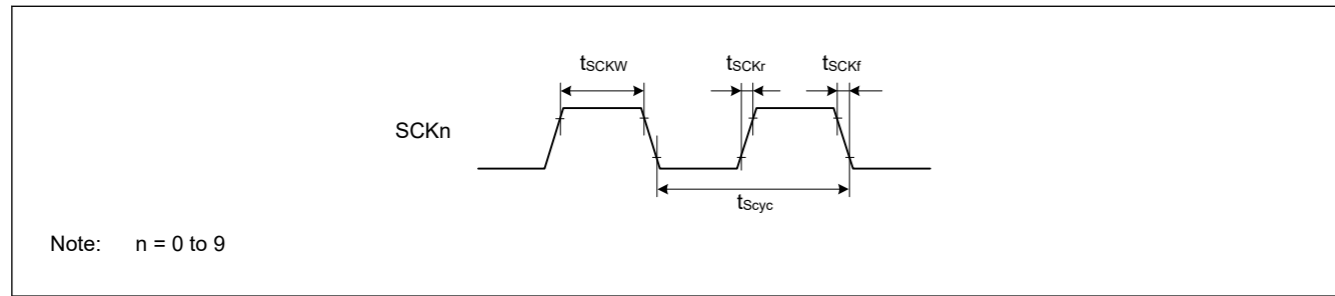 tSCKW tSCKr tSCKf
SCKn
tScyc
Note: n = 0 to 9